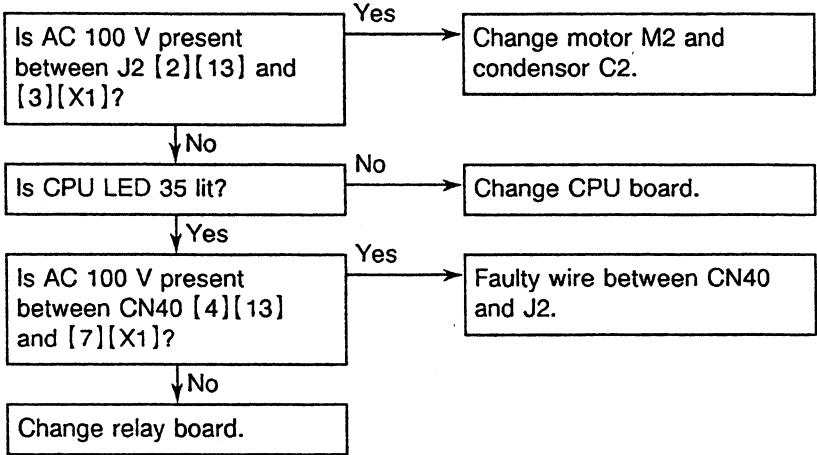 Is AC 100 V present
between J2 [2][13] and
[3][X1]?
Yes
Change motor M2 and
condensor C2.
No
Is CPU LED 35 lit?
No
Change CPU board.
Yes
Is AC 100 V present
between CN40 [4][13]
and [7][X1]?
Yes
Faulty wire between CN40
and J2.
No
Change relay board.